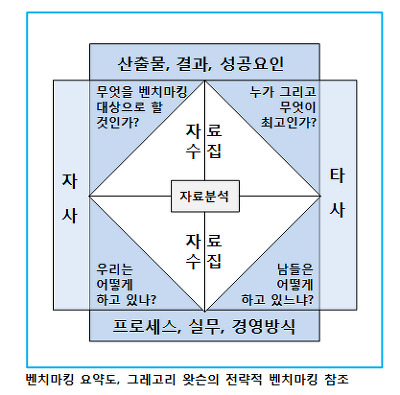 산출물, 결과, 성공요인
무엇을 벤치마킹
대상으로 할
것인가?
누가 그리고
무엇이
최고인가?
자료
수집
자
사
타
사
자료분석
자료
수집
우리는
어떻게
하고 있나?
남들은
어떻게
하고 있느냐?
프로세스, 실무, 경영방식
벤치마킹 요약도, 그레고리 왓슨의 전략적 벤치마킹 참조